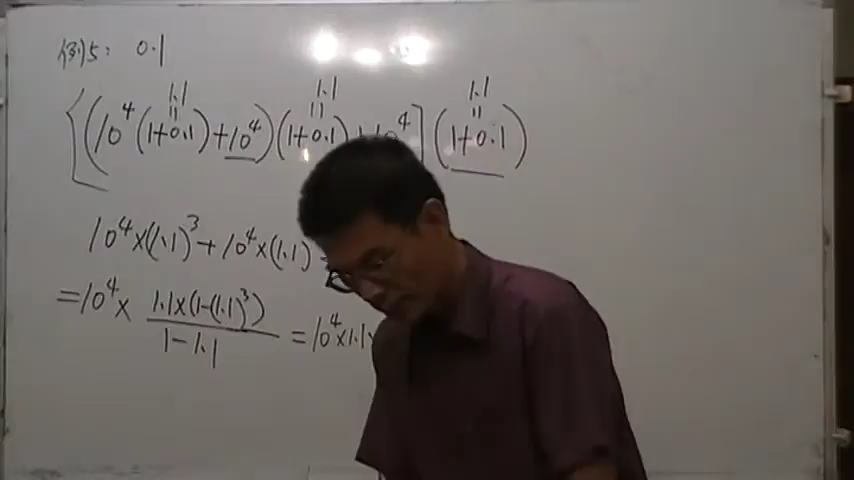 例5: 0.1
1.1 1.1 1.1
|| || ||
[(10⁴(1+0.1)+10⁴)(1+0.1)+10⁴](1+0.1)
10⁴×(1.1)³+10⁴×(1.1)
=10⁴× 1.1×(1-(1.1)³) / 1-1.1 =10⁴×1.1